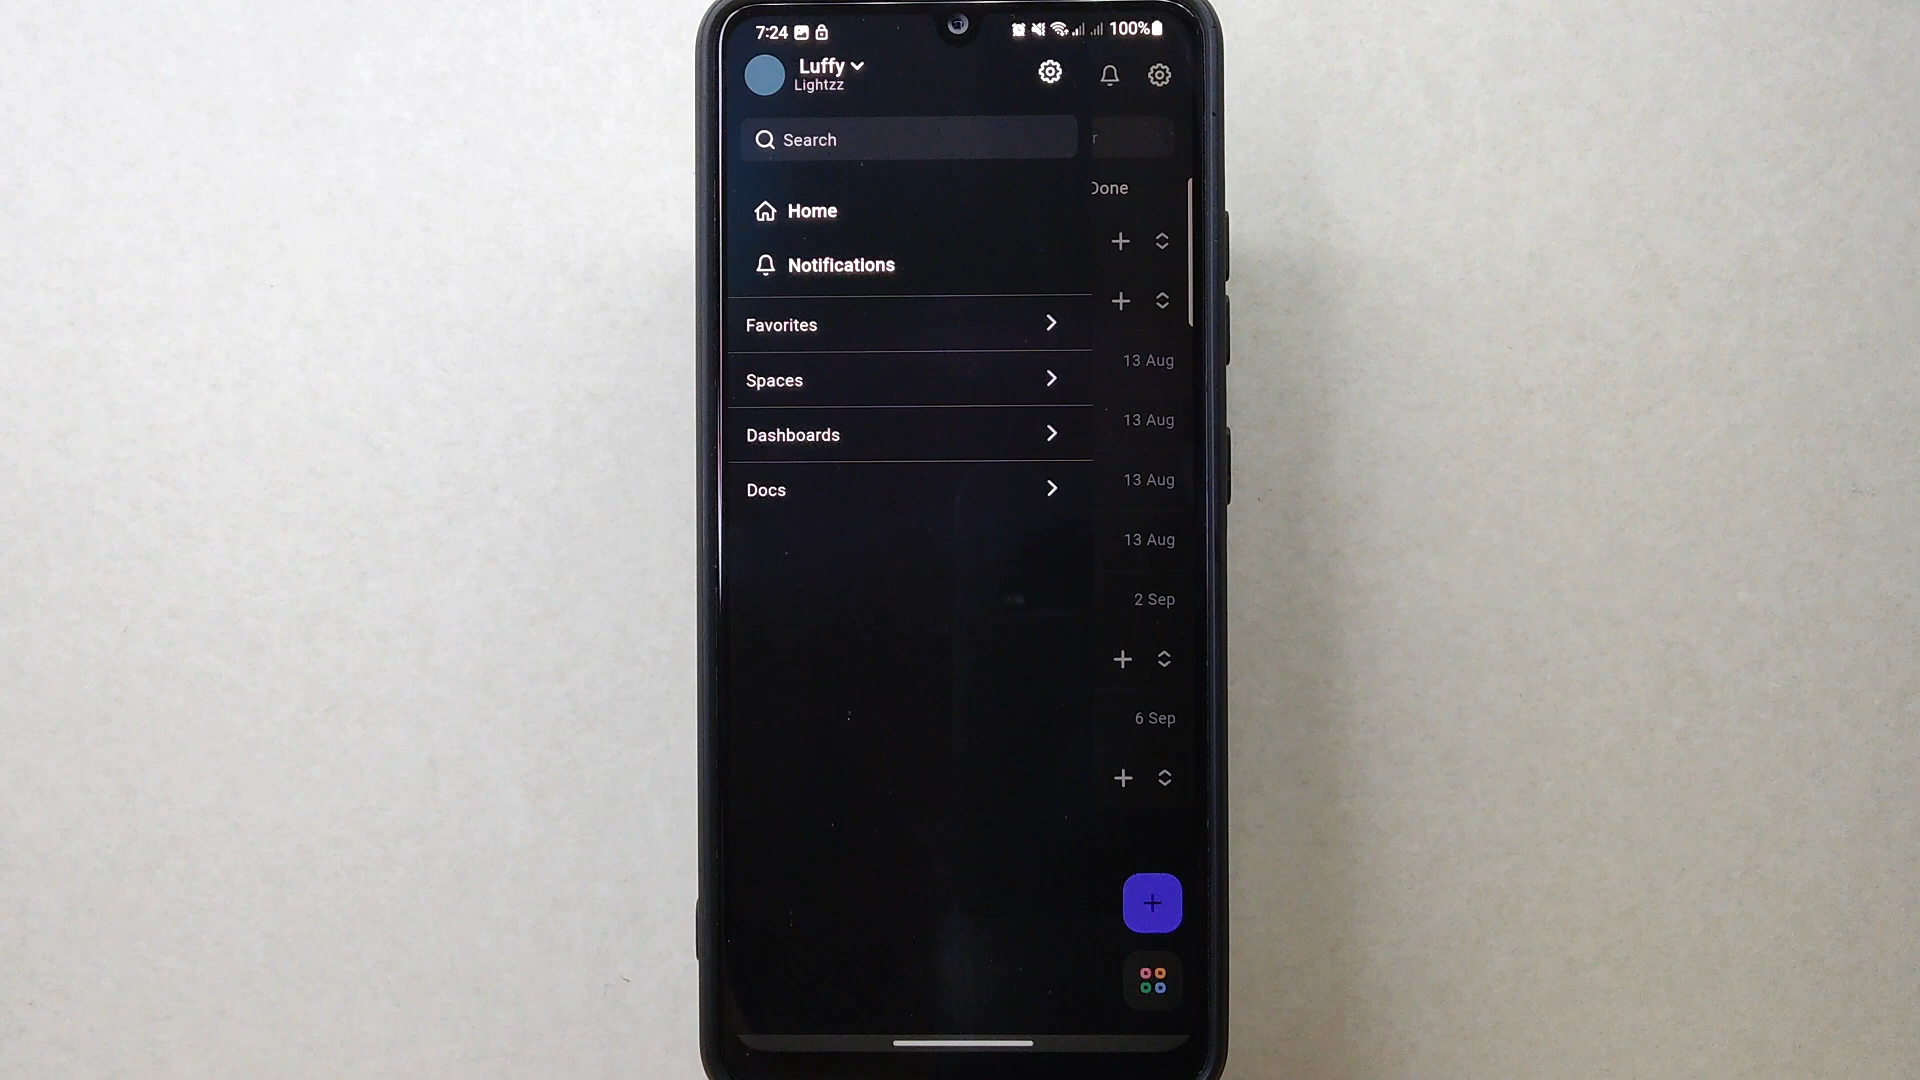 7:24
100%
Luffy
Lightzz
Search
r
Done
Home
Notifications
Favorites
Spaces
Dashboards
Docs
13 Aug
13 Aug
13 Aug
13 Aug
2 Sep
6 Sep